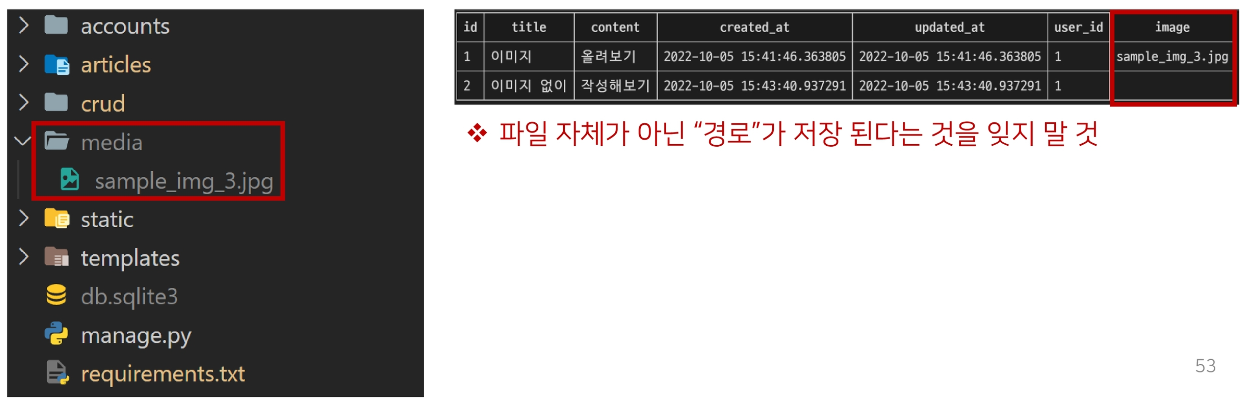 accounts
articles
crud
media
sample_img_3.jpg
static
templates
db.sqlite3
manage.py
requirements.txt
id title content created_at updated_at user_id image
1 이미지 올려보기 2022-10-05 15:41:46.363805 2022-10-05 15:41:46.363805 1 sample_img_3.jpg
2 이미지 없이 작성해보기 2022-10-05 15:43:40.937291 2022-10-05 15:43:40.937291 1
❖ 파일 자체가 아닌 “경로”가 저장 된다는 것을 잊지 말 것
53